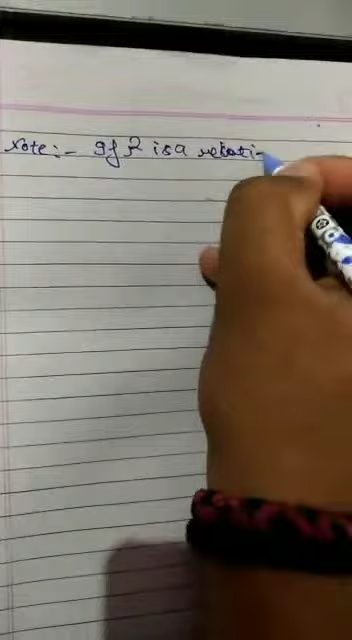 Note:- If r is a relati-